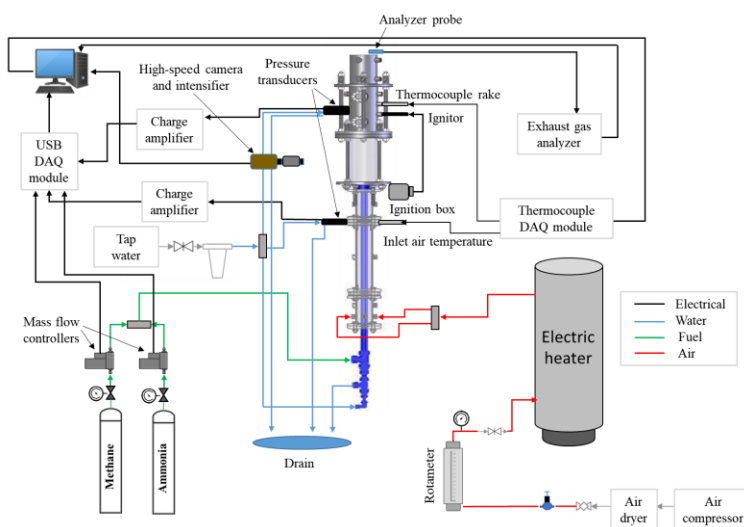 Analyzer probe
High-speed camera
and intensifier
Pressure
transducers
Thermocouple rake
Ignitor
Charge
amplifier
Exhaust gas
analyzer
USB
DAQ
module
Charge
amplifier
Ignition box
Thermocouple
DAQ module
Inlet air temperature
Tap
water
Mass flow
controllers
Electric
heater
Electrical
Water
Fuel
Air
Methane
Ammonia
Drain
Rotameter
Air
dryer
Air
compressor